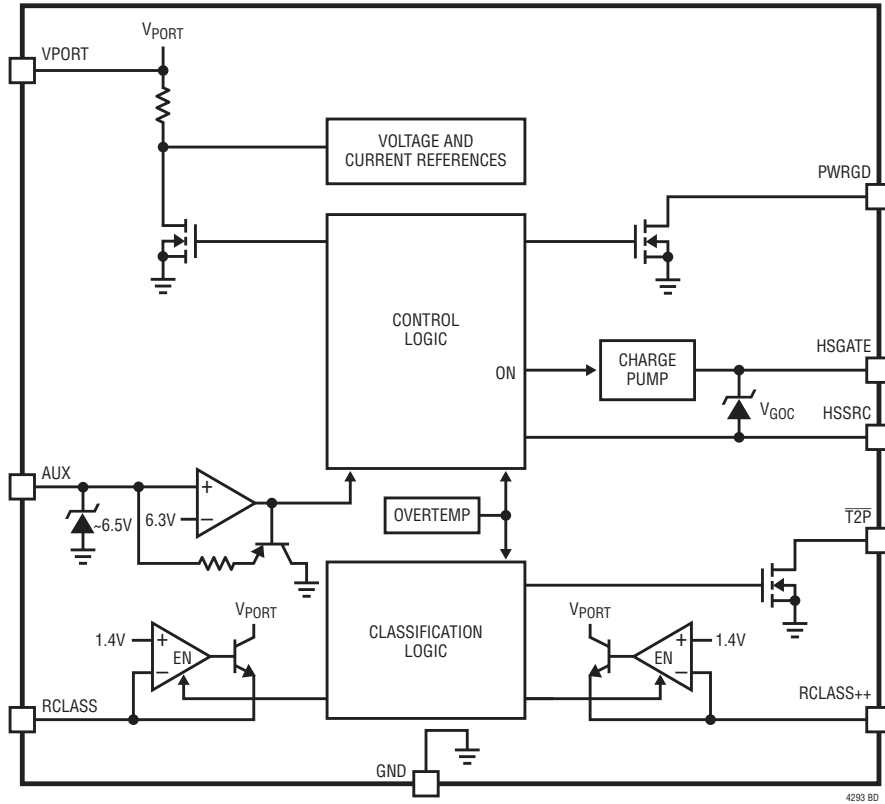 VPORT
VPORT
VOLTAGE AND
CURRENT REFERENCES
PWRGD
CONTROL
LOGIC
ON
CHARGE
PUMP
HSGATE
VGOC
HSSRC
AUX
~6.5V
+
6.3V
−
OVERTEMP
T2P
VPORT
1.4V
+
−
EN
CLASSIFICATION
LOGIC
VPORT
+
−
EN
1.4V
RCLASS
RCLASS++
GND
4293 BD